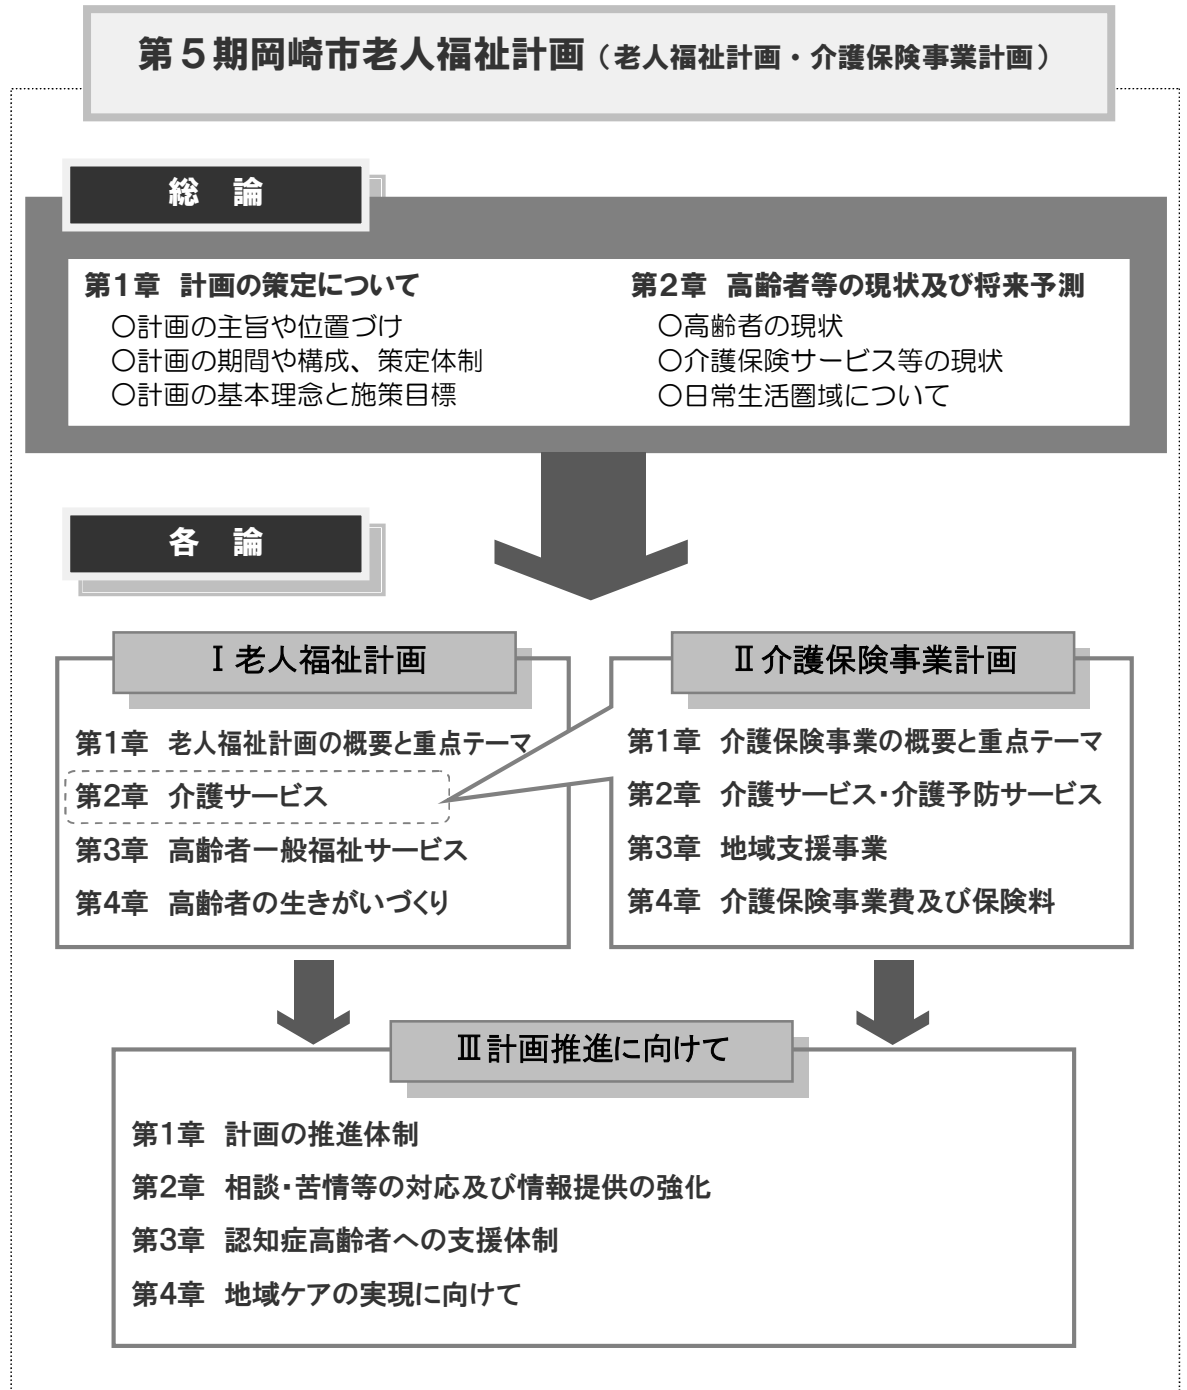 第５期岡崎市老人福祉計画（老人福祉計画・介護保険事業計画）
総　論
第１章　計画の策定について
○計画の主旨や位置づけ
○計画の期間や構成、策定体制
○計画の基本理念と施策目標
第２章　高齢者等の現状及び将来予測
○高齢者の現状
○介護保険サービス等の現状
○日常生活圏域について
各　論
Ⅰ 老人福祉計画
第１章　老人福祉計画の概要と重点テーマ
第２章　介護サービス
第３章　高齢者一般福祉サービス
第４章　高齢者の生きがいづくり
Ⅱ 介護保険事業計画
第１章　介護保険事業の概要と重点テーマ
第２章　介護サービス・介護予防サービス
第３章　地域支援事業
第４章　介護保険事業費及び保険料
Ⅲ 計画推進に向けて
第１章　計画の推進体制
第２章　相談・苦情等の対応及び情報提供の強化
第３章　認知症高齢者への支援体制
第４章　地域ケアの実現に向けて